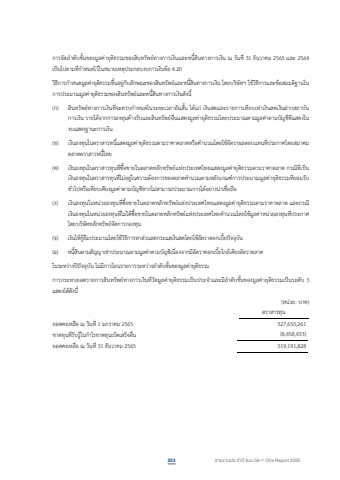 การจัดลำดับชั้นของมูลค่ายุติธรรมของสินทรัพย์ทางการเงินและหนี้สินทางการเงิน ณ วันที่ 31 ธันวาคม 2565 และ 2564
เป็นไปตามที่กำหนดไว้ในหมายเหตุประกอบงบการเงินข้อ 4.20
วิธีการกำหนดมูลค่ายุติธรรมขึ้นอยู่กับลักษณะของสินทรัพย์และหนี้สินทางการเงิน โดยบริษัทฯ ใช้วิธีการและข้อสมมติฐานใน
การประมาณมูลค่ายุติธรรมของสินทรัพย์และหนี้สินทางการเงินดังนี้
(ก) สินทรัพย์ทางการเงินที่จะครบกำหนดในระยะเวลาอันสั้น ได้แก่ เงินสดและรายการเทียบเท่าเงินสดเงินฝากสถาบัน
การเงิน รายได้จากการลงทุนค้างรับและสินทรัพย์อื่นแสดงมูลค่ายุติธรรมโดยประมาณตามมูลค่าตามบัญชีที่แสดงใน
งบแสดงฐานะการเงิน
(ข) เงินลงทุนในตราสารหนี้แสดงมูลค่ายุติธรรมตามราคาตลาดหรือคำนวณโดยใช้อัตราผลตอบแทนที่ประกาศโดยสมาคม
ตลาดตราสารหนี้ไทย
(ค) เงินลงทุนในตราสารทุนที่ซื้อขายในตลาดหลักทรัพย์แห่งประเทศไทยแสดงมูลค่ายุติธรรมตามราคาตลาด กรณีที่เป็น
เงินลงทุนในตราสารทุนที่ไม่อยู่ในความต้องการของตลาดคำนวณตามหลักเกณฑ์การประมาณมูลค่ายุติธรรมที่ยอมรับ
ทั่วไปหรือเทียบเคียงมูลค่าตามบัญชีหากไม่สามารถประมาณการได้อย่างน่าเชื่อถือ
(ง) เงินลงทุนในหน่วยลงทุนที่ซื้อขายในตลาดหลักทรัพย์แห่งประเทศไทยแสดงมูลค่ายุติธรรมตามราคาตลาด และกรณี
เงินลงทุนในหน่วยลงทุนที่ไม่ได้ซื้อขายในตลาดหลักทรัพย์แห่งประเทศไทยคำนวณโดยใช้มูลค่าหน่วยลงทุนที่ประกาศ
โดยบริษัทหลักทรัพย์จัดการกองทุน
(จ) เงินให้กู้ยืมประมาณโดยใช้วิธีการหาส่วนลดกระแสเงินสดโดยใช้อัตราดอกเบี้ยปัจจุบัน
(ฉ) หนี้สินตามสัญญาเช่าประมาณตามมูลค่าตามบัญชีเนื่องจากมีอัตราดอกเบี้ยใกล้เคียงอัตราตลาด
ในระหว่างปีปัจจุบัน ไม่มีการโอนรายการระหว่างลำดับชั้นของมูลค่ายุติธรรม
การกระทบยอดรายการสินทรัพย์ทางการเงินที่วัดมูลค่ายุติธรรมเป็นประจำและมีลำดับชั้นของมูลค่ายุติธรรมเป็นระดับ 3
แสดงได้ดังนี้
(หน่วย: บาท)
ตราสารทุน
ยอดคงเหลือ ณ วันที่ 1 มกราคม 2565 327,650,261
ขาดทุนที่รับรู้ในกำไรขาดทุนเบ็ดเสร็จอื่น (8,458,433)
ยอดคงเหลือ ณ วันที่ 31 ธันวาคม 2565 319,191,828
223 รายงานประจำปี แบบ 56-1 One Report 2565